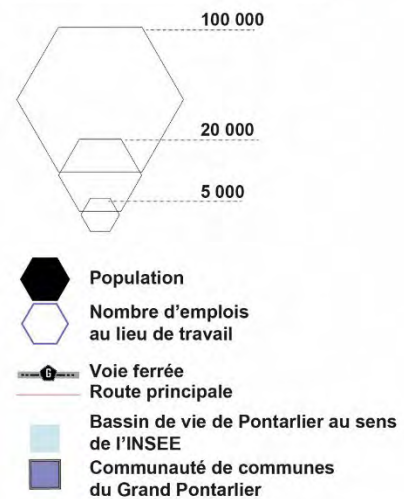 100 000
20 000
5 000
Population
Nombre d'emplois
au lieu de travail
G
Voie ferrée
Route principale
Bassin de vie de Pontarlier au sens
de l'INSEE
Communauté de communes
du Grand Pontarlier